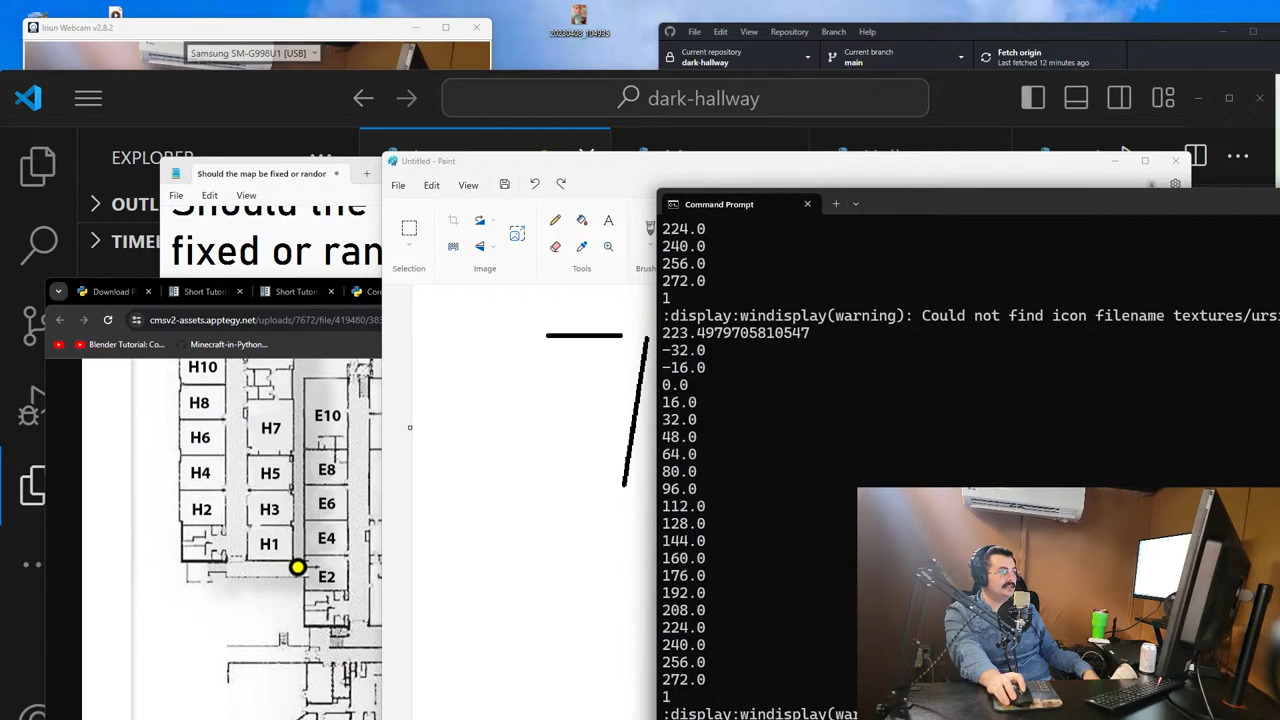 Iriun Webcam v2.8.2
Samsung SM-G998U1 [USB]
20230408_104935
File Edit View Repository Branch Help
Current repository
dark-hallway
Current branch
main
Fetch origin
Last fetched 12 minutes ago
dark-hallway
EXPLORER
OUTL
TIMEL
Should the map be fixed or randor
File Edit View
Should the
fixed or ran
Untitled - Paint
File Edit View
Selection
Image
Tools
Brush
Download P
Short Tutori
Short Tutori
Cor
cmsv2-assets.apptegy.net/uploads/7672/file/419480/383
Blender Tutorial: Co...
Minecraft-in-Python...
H10
H8
H7
E10
H6
H4
H5
E8
H2
H3
E6
H1
E4
E2
Command Prompt
224.0
240.0
256.0
272.0
1
:display:windisplay(warning): Could not find icon filename textures/ursi
223.4979705810547
-32.0
-16.0
0.0
16.0
32.0
48.0
64.0
80.0
96.0
112.0
128.0
144.0
160.0
176.0
192.0
208.0
224.0
240.0
256.0
272.0
1
:display:windisplay(war